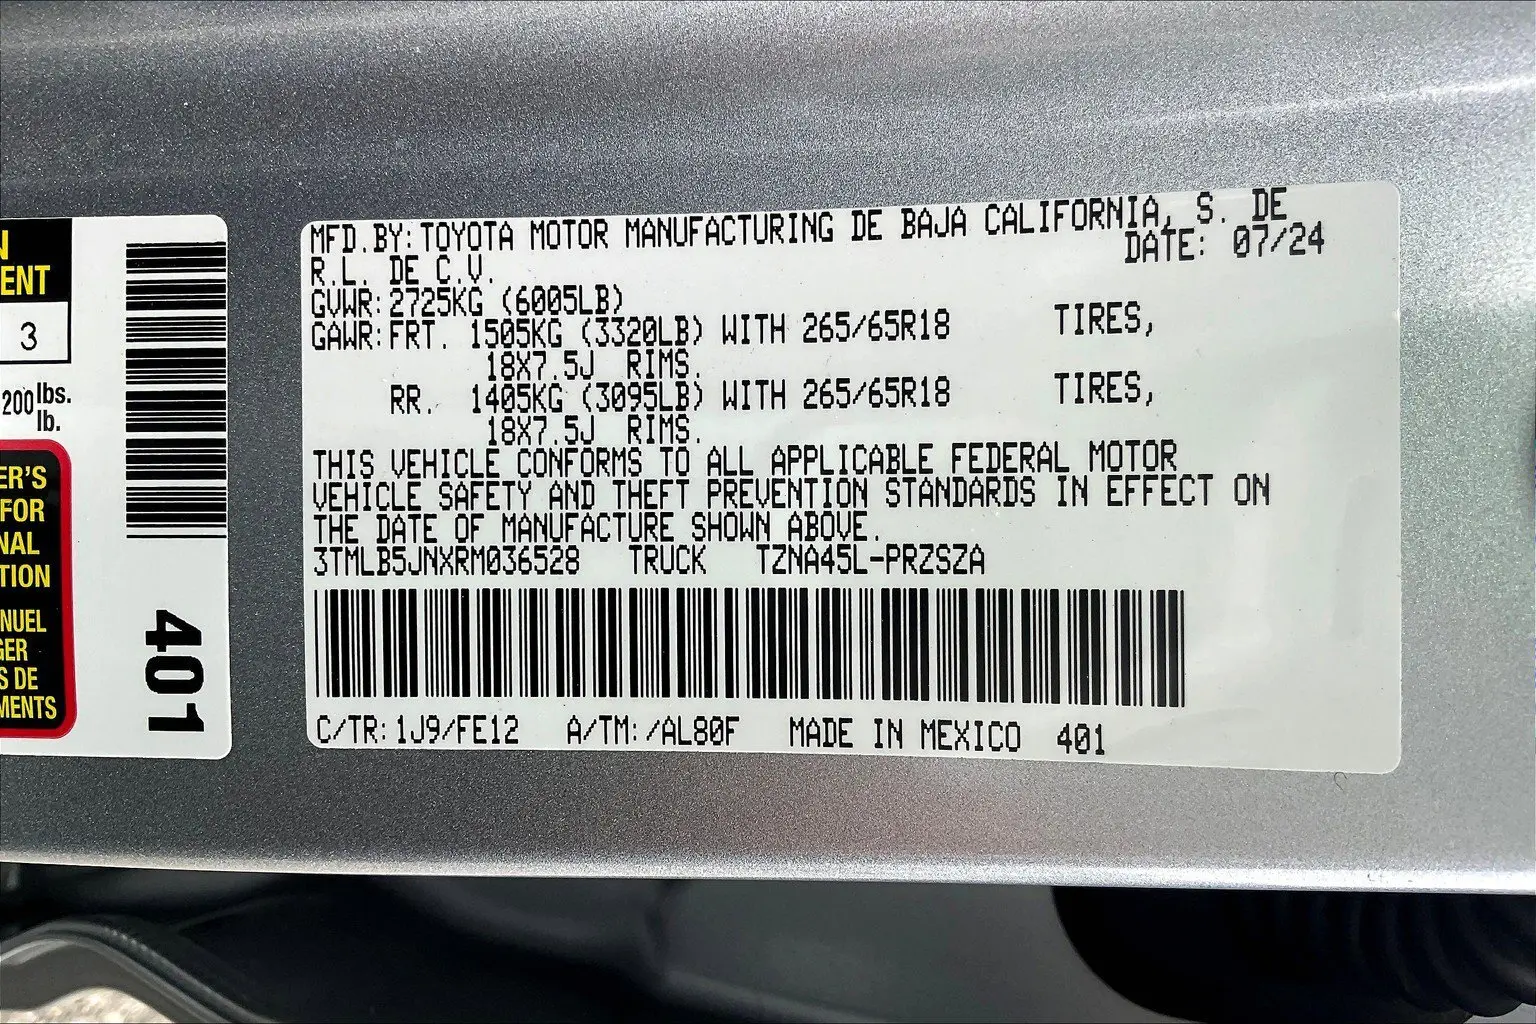 N
ENT
3
200 lbs.
lb.
ER'S
FOR
NAL
TION
NUEL
GER
S DE
MENTS
401
MFD.BY:TOYOTA MOTOR MANUFACTURING DE BAJA CALIFORNIA, S. DE
R.L. DE C.V. DATE: 07/24
GVWR:2725KG (6005LB)
GAWR:FRT. 1505KG (3320LB) WITH 265/65R18 TIRES,
18X7.5J RIMS.
RR. 1405KG (3095LB) WITH 265/65R18 TIRES,
18X7.5J RIMS.
THIS VEHICLE CONFORMS TO ALL APPLICABLE FEDERAL MOTOR
VEHICLE SAFETY AND THEFT PREVENTION STANDARDS IN EFFECT ON
THE DATE OF MANUFACTURE SHOWN ABOVE.
3TMLB5JNXRM036528 TRUCK TZNA45L-PRZSZA
C/TR:1J9/FE12 A/TM:/AL80F MADE IN MEXICO 401